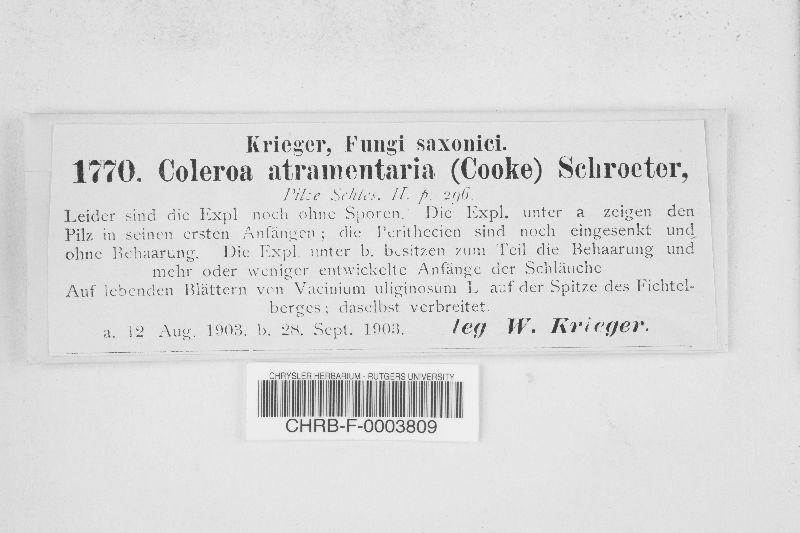 Krieger, Fungi saxonici.
1770. Coleroa atramentaria (Cooke) Schroeter,
Pilze Schles. II. p. 296.
Leider sind die Expl noch ohne Sporen. Die Expl. unter a zeigen den
Pilz in seinen ersten Anfängen; die Perithecien sind noch eingesenkt und
ohne Behaarung. Die Expl unter b. besitzen zum Teil die Behaarung und
mehr oder weniger entwickelte Anfänge der Schläuche
Auf lebenden Blättern von Vacinium uliginosum L auf der Spitze des Fichtel-
berges; daselbst verbreitet.
a. 12 Aug. 1903. b. 28. Sept. 1903. leg W. Krieger.
CHRYSLER HERBARIUM - RUTGERS UNIVERSITY
CHRB-F-0003809